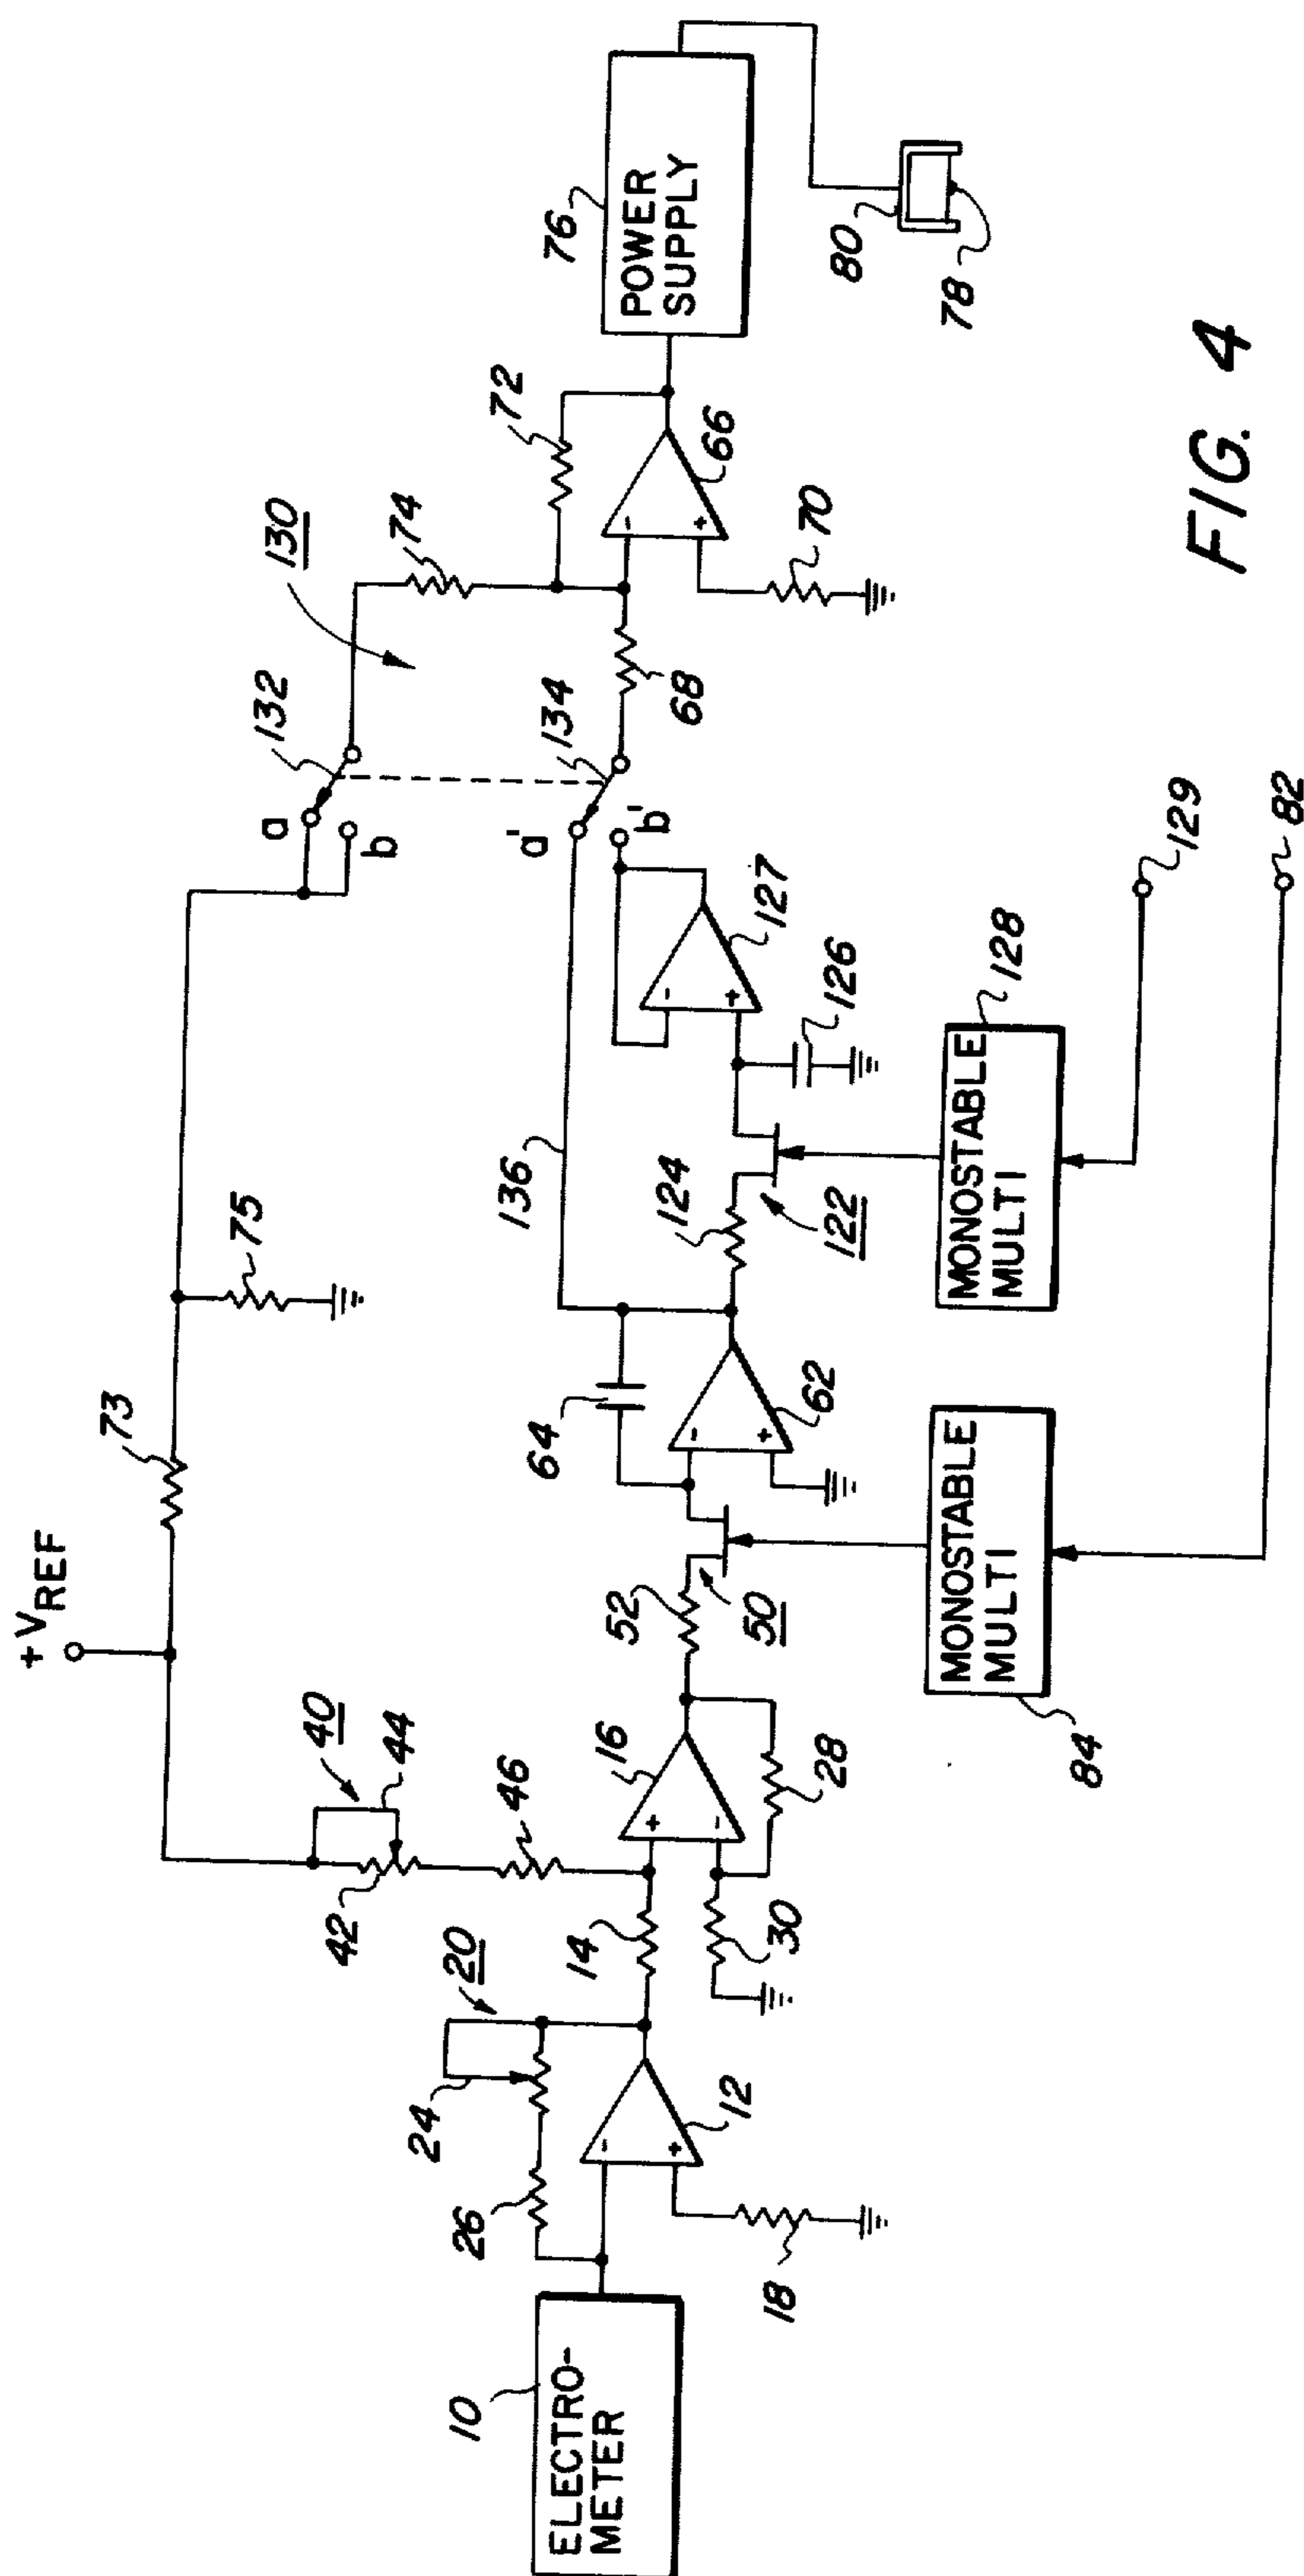 +VREF
73
75
40
44
42
46
20
24
26
14
16
12
18
30
28
10
ELECTRO-
METER
52
50
64
62
136
124
122
126
127
a
b
a'
b'
132
134
130
74
72
68
66
70
76
POWER
SUPPLY
80
78
MONOSTABLE
MULTI
84
MONOSTABLE
MULTI
128
129
82
FIG. 4